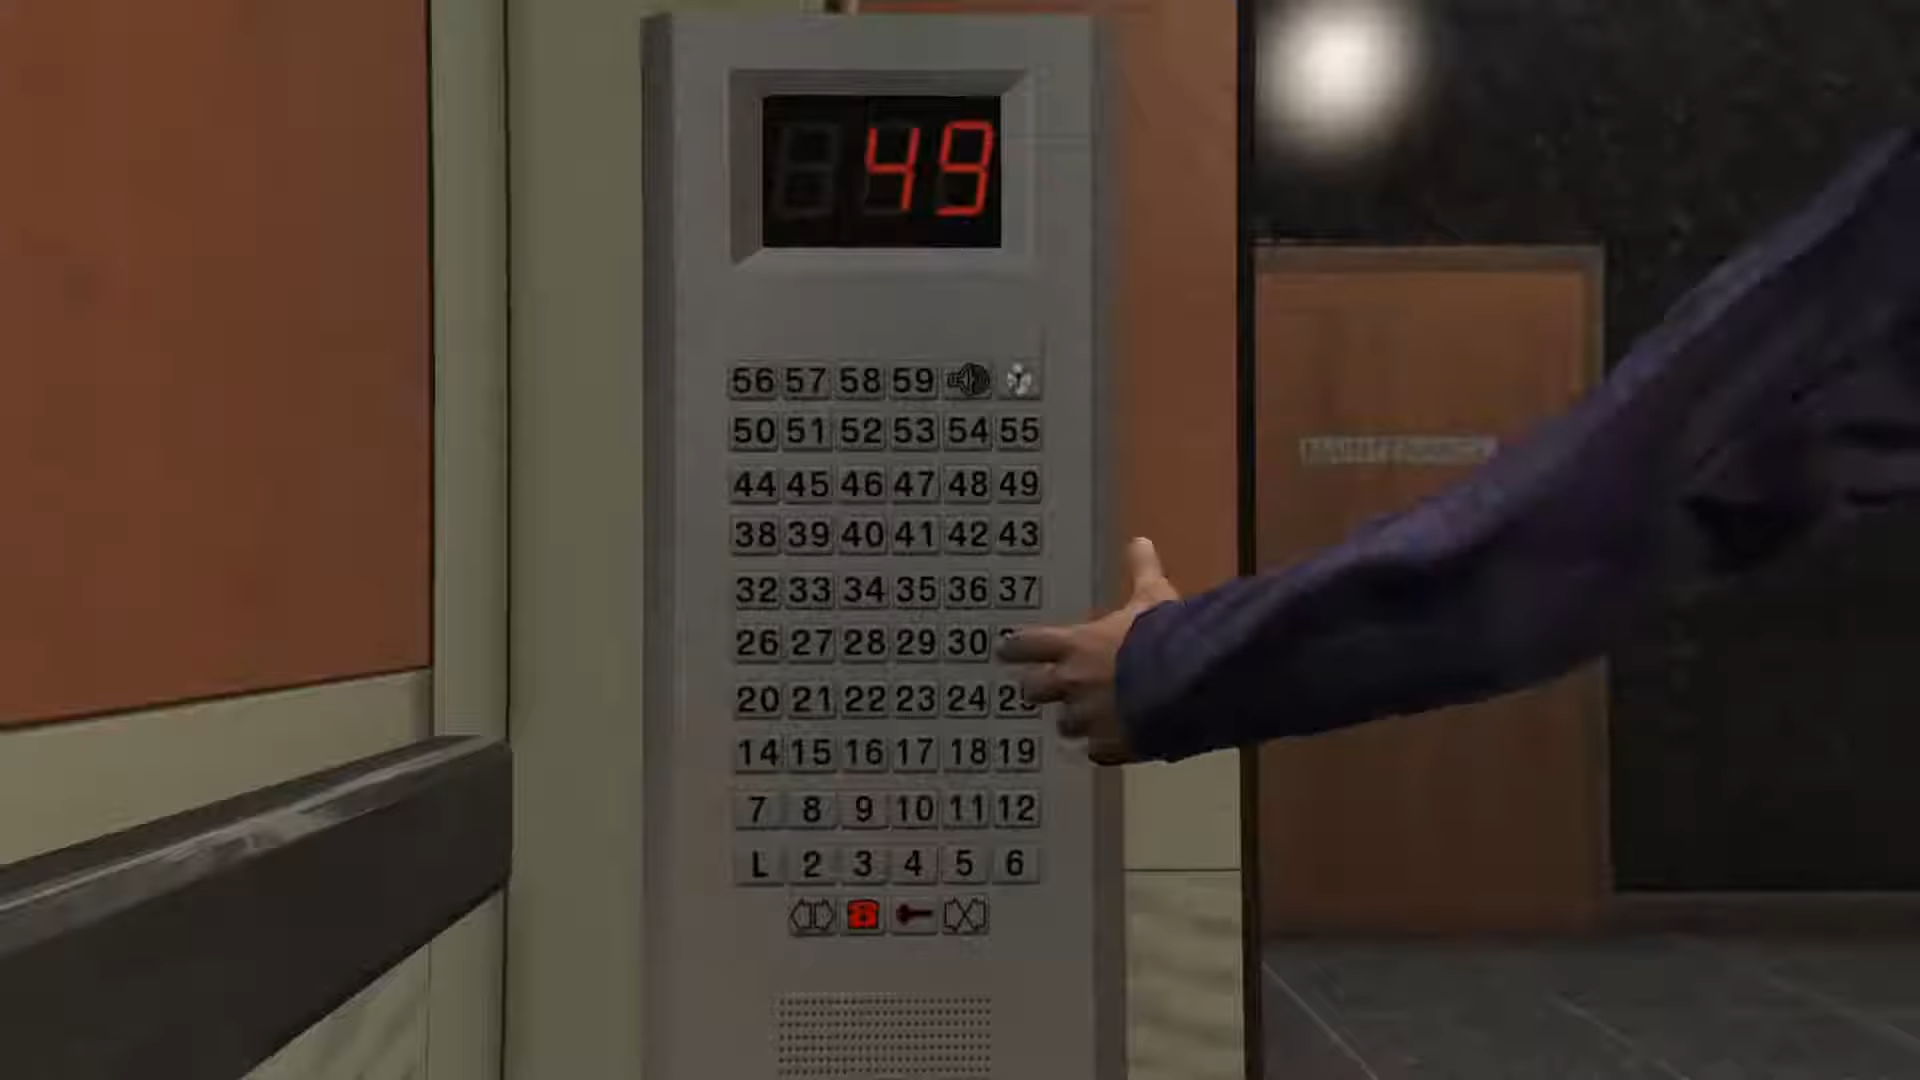 49
56 57 58 59
50 51 52 53 54 55
44 45 46 47 48 49
38 39 40 41 42 43
32 33 34 35 36 37
26 27 28 29 30
20 21 22 23 24 25
14 15 16 17 18 19
7 8 9 10 11 12
L 2 3 4 5 6